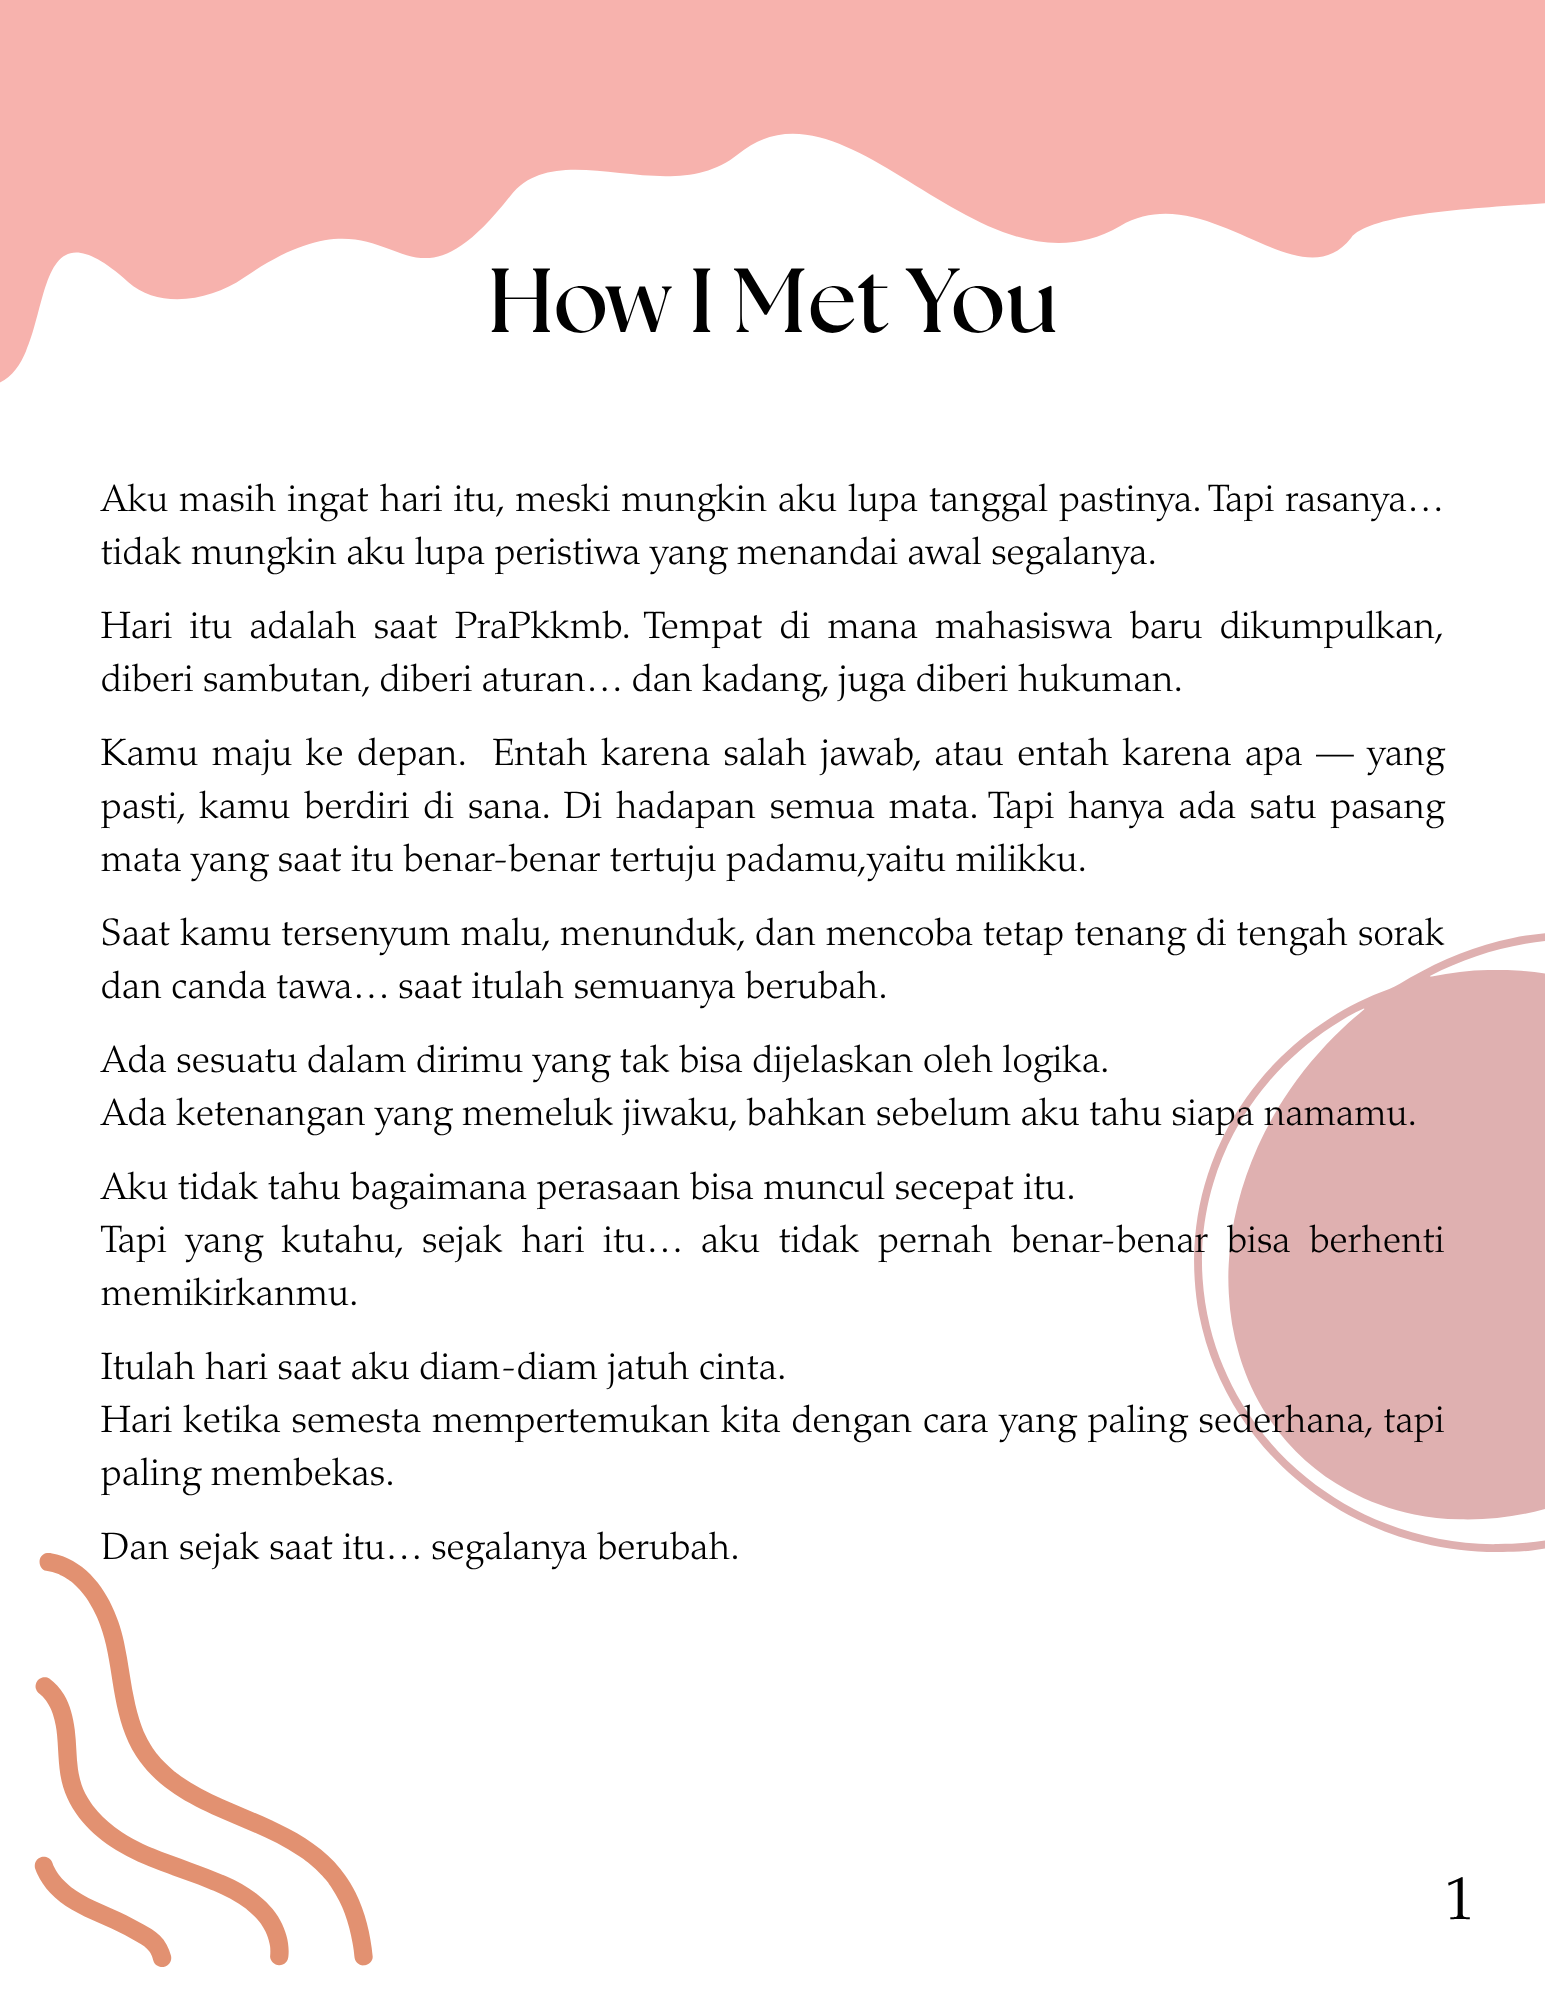 How I Met You
Aku masih ingat hari itu, meski mungkin aku lupa tanggal pastinya. Tapi rasanya…
tidak mungkin aku lupa peristiwa yang menandai awal segalanya.
Hari itu adalah saat PraPkkmb. Tempat di mana mahasiswa baru dikumpulkan,
diberi sambutan, diberi aturan… dan kadang, juga diberi hukuman.
Kamu maju ke depan.  Entah karena salah jawab, atau entah karena apa — yang
pasti, kamu berdiri di sana. Di hadapan semua mata. Tapi hanya ada satu pasang
mata yang saat itu benar-benar tertuju padamu,yaitu milikku.
Saat kamu tersenyum malu, menunduk, dan mencoba tetap tenang di tengah sorak
dan canda tawa… saat itulah semuanya berubah.
Ada sesuatu dalam dirimu yang tak bisa dijelaskan oleh logika.
Ada ketenangan yang memeluk jiwaku, bahkan sebelum aku tahu siapa namamu.
Aku tidak tahu bagaimana perasaan bisa muncul secepat itu.
Tapi yang kutahu, sejak hari itu… aku tidak pernah benar-benar bisa berhenti
memikirkanmu.
Itulah hari saat aku diam-diam jatuh cinta.
Hari ketika semesta mempertemukan kita dengan cara yang paling sederhana, tapi
paling membekas.
Dan sejak saat itu… segalanya berubah.
1